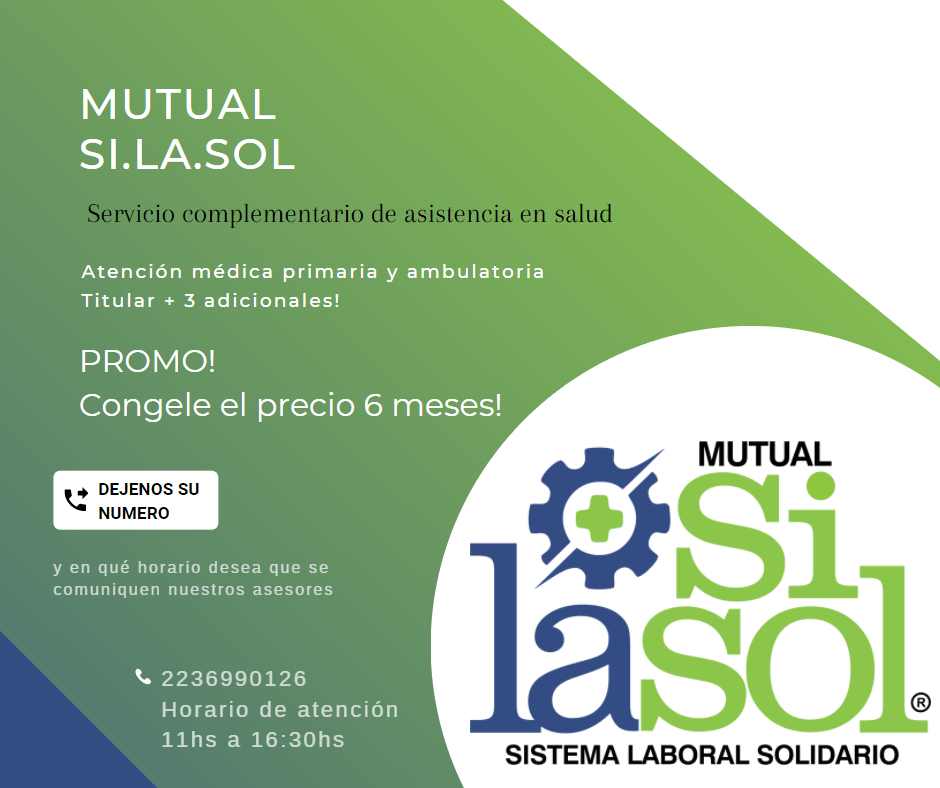 MUTUAL
SI.LA.SOL
Servicio complementario de asistencia en salud
Atención médica primaria y ambulatoria
Titular + 3 adicionales!
PROMO!
Congele el precio 6 meses!
DEJENOS SU
NUMERO
y en qué horario desea que se
comuniquen nuestros asesores
2236990126
Horario de atención
11hs a 16:30hs
MUTUAL
Si
lasol®
SISTEMA LABORAL SOLIDARIO